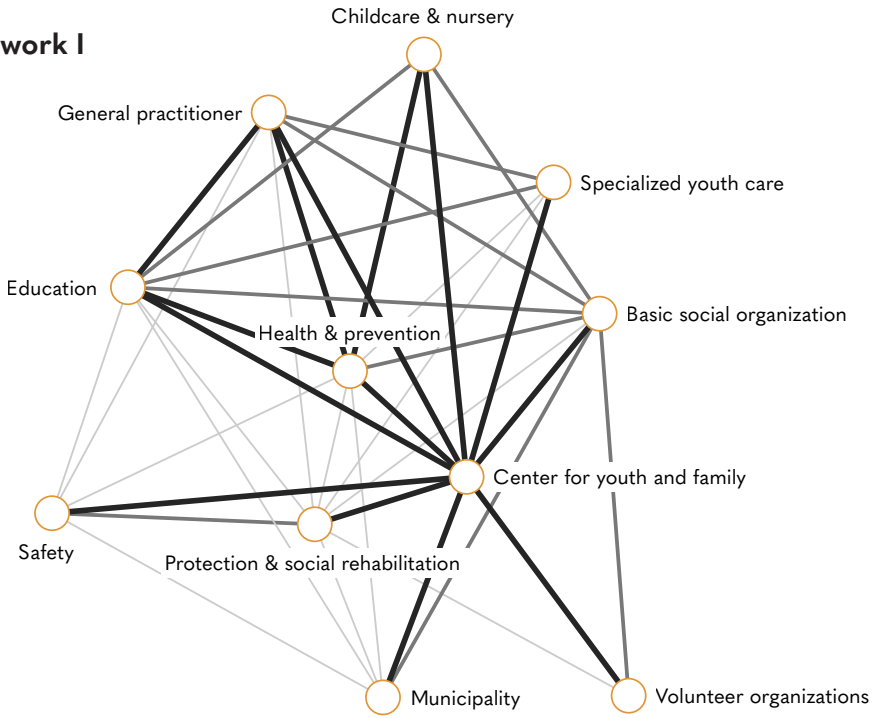 Childcare & nursery
work I
General practitioner
Specialized youth care
Education
Basic social organization
Health & prevention
Center for youth and family
Safety
Protection & social rehabilitation
Municipality
Volunteer organizations